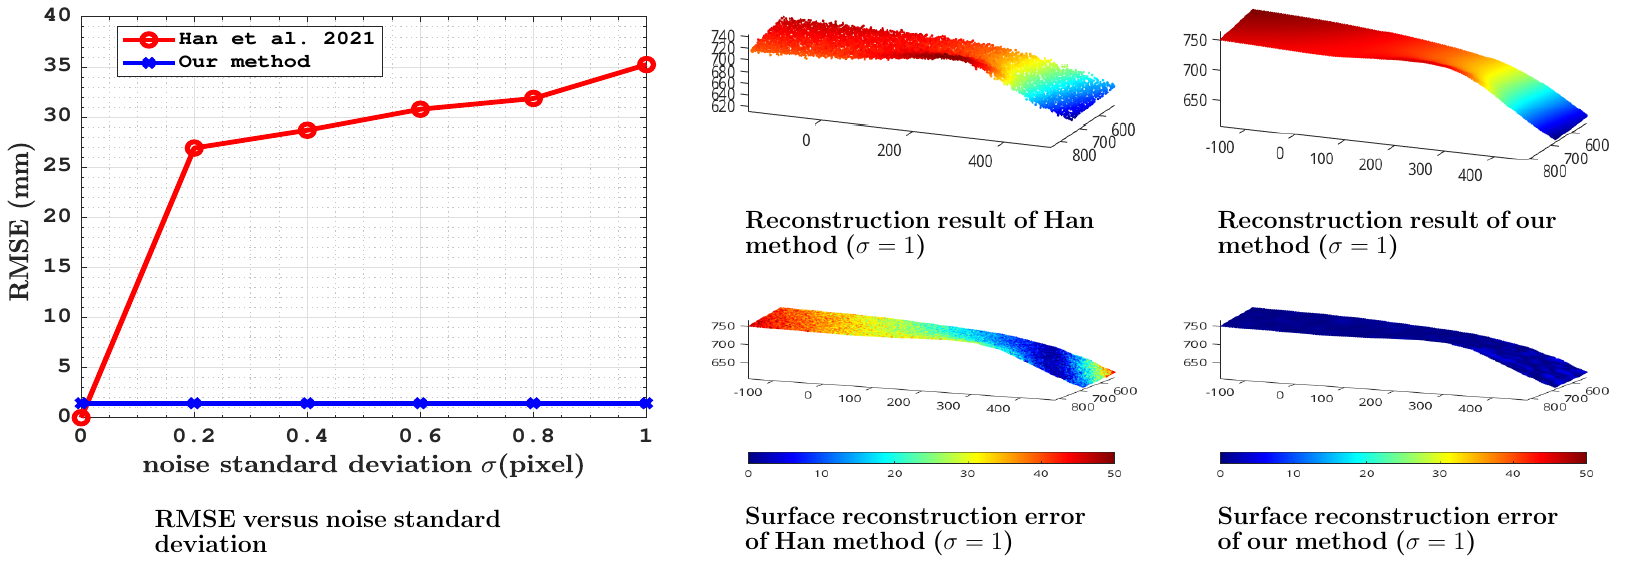 40
35
30
25
20
15
10
5
0
RMSE (mm)
Han et al. 2021
Our method
0 0.2 0.4 0.6 0.8 1
noise standard deviation σ(pixel)
RMSE versus noise standard
deviation
740
720
700
680
660
640
620
0 200 400
800 700 600
Reconstruction result of Han
method (σ = 1)
750
700
650
-100 0 100 200 300 400
800 700 600
Reconstruction result of our
method (σ = 1)
750
700
650
-100 0 100 200 300 400
800 700 600
0 10 20 30 40 50
Surface reconstruction error
of Han method (σ = 1)
750
700
650
-100 0 100 200 300 400
800 700 600
0 10 20 30 40 50
Surface reconstruction error
of our method (σ = 1)